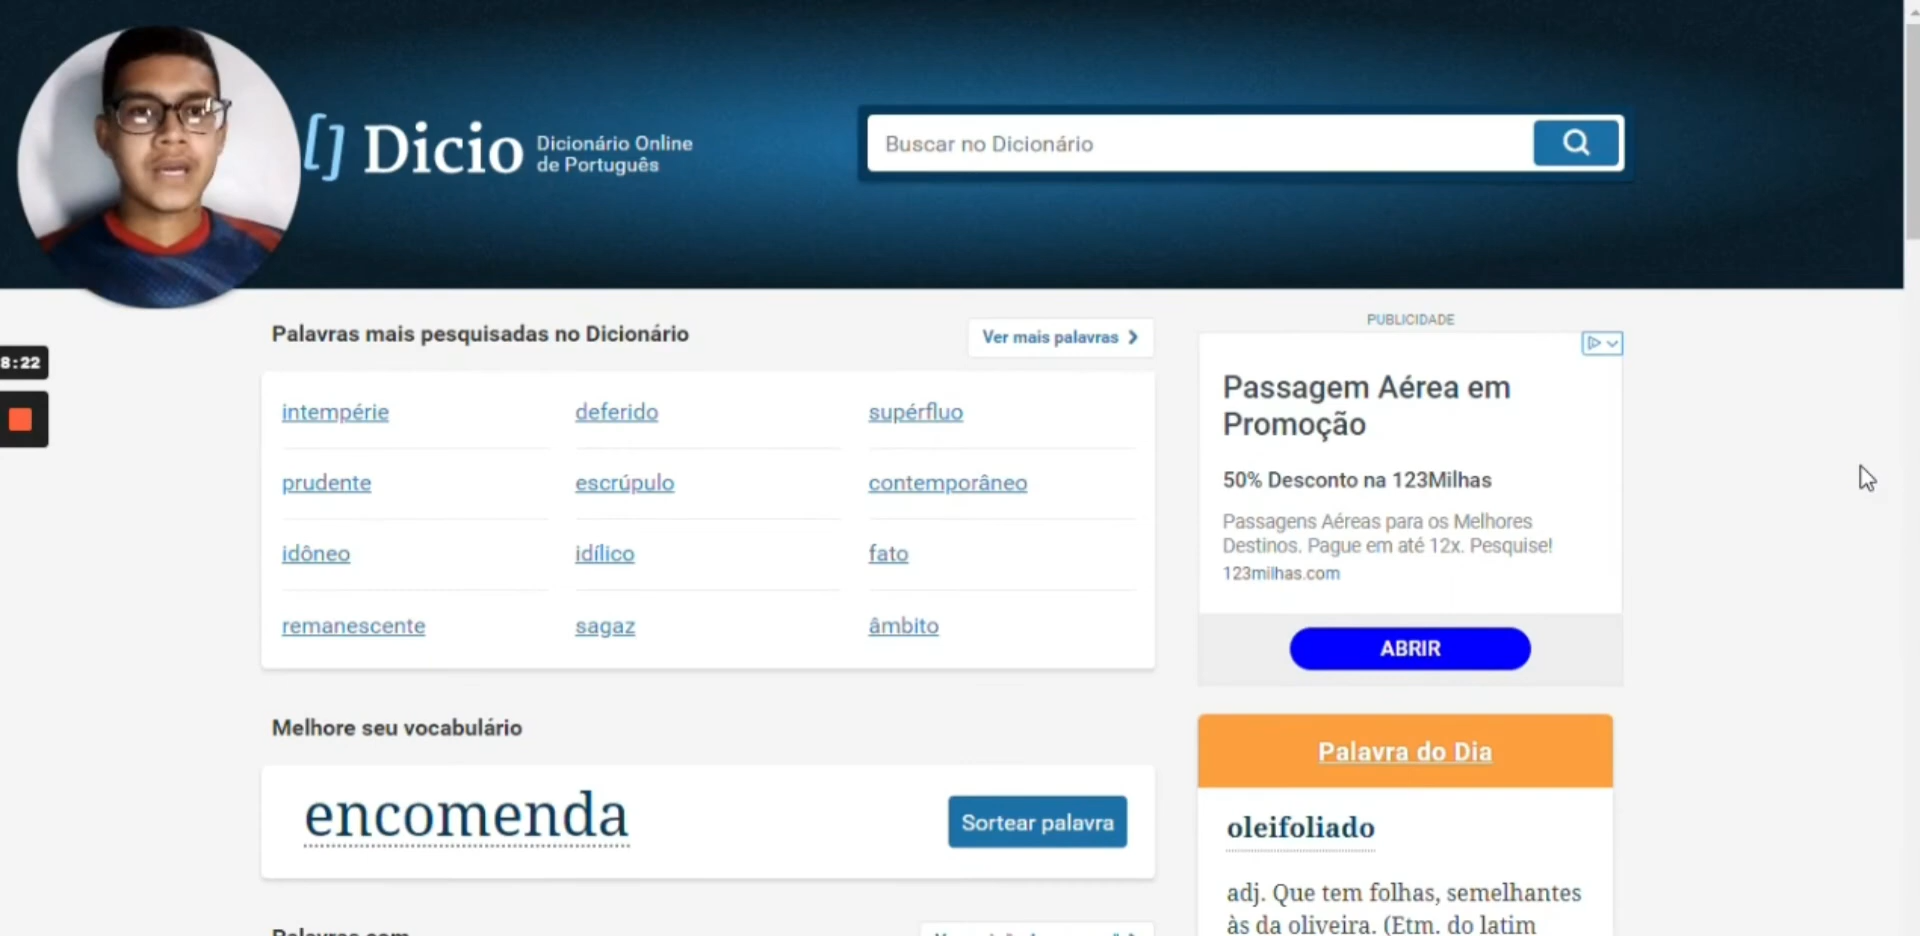 [] Dicio
Dicionário Online
de Português
Buscar no Dicionário
8:22
Palavras mais pesquisadas no Dicionário
Ver mais palavras
intempérie
deferido
supérfluo
prudente
escrúpulo
contemporâneo
idôneo
idílico
fato
remanescente
sagaz
âmbito
Melhore seu vocabulário
encomenda
Sortear palavra
PUBLICIDADE
Passagem Aérea em
Promoção
50% Desconto na 123Milhas
Passagens Aéreas para os Melhores
Destinos. Pague em até 12x. Pesquise!
123milhas.com
ABRIR
Palavra do Dia
oleifoliado
adj. Que tem folhas, semelhantes
às da oliveira. (Etm. do latim
Palavras com